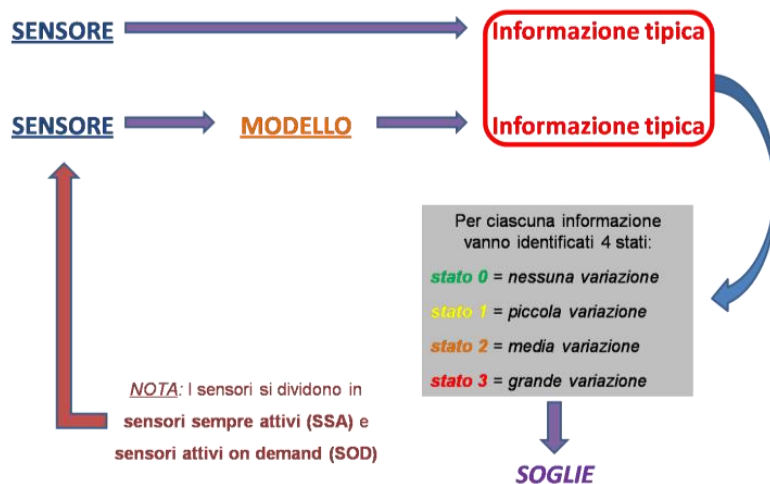 SENSORE
Informazione tipica
SENSORE
MODELLO
Informazione tipica
Per ciascuna informazione
vanno identificati 4 stati:
stato 0 = nessuna variazione
stato 1 = piccola variazione
stato 2 = media variazione
stato 3 = grande variazione
NOTA: I sensori si dividono in
sensori sempre attivi (SSA) e
sensori attivi on demand (SOD)
SOGLIE